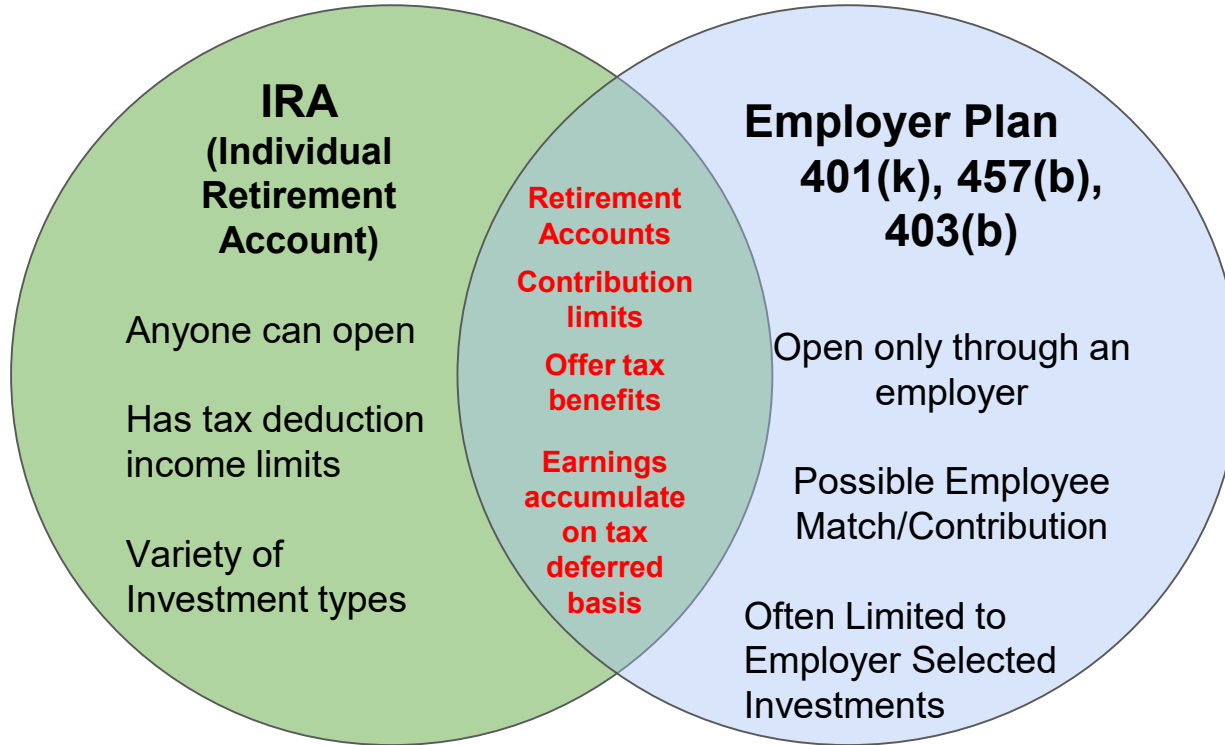 IRA
(Individual
Retirement
Account)
Anyone can open
Has tax deduction
income limits
Variety of
Investment types
Retirement
Accounts
Contribution
limits
Offer tax
benefits
Earnings
accumulate
on tax
deferred
basis
Employer Plan
401(k), 457(b),
403(b)
Open only through an
employer
Possible Employee
Match/Contribution
Often Limited to
Employer Selected
Investments